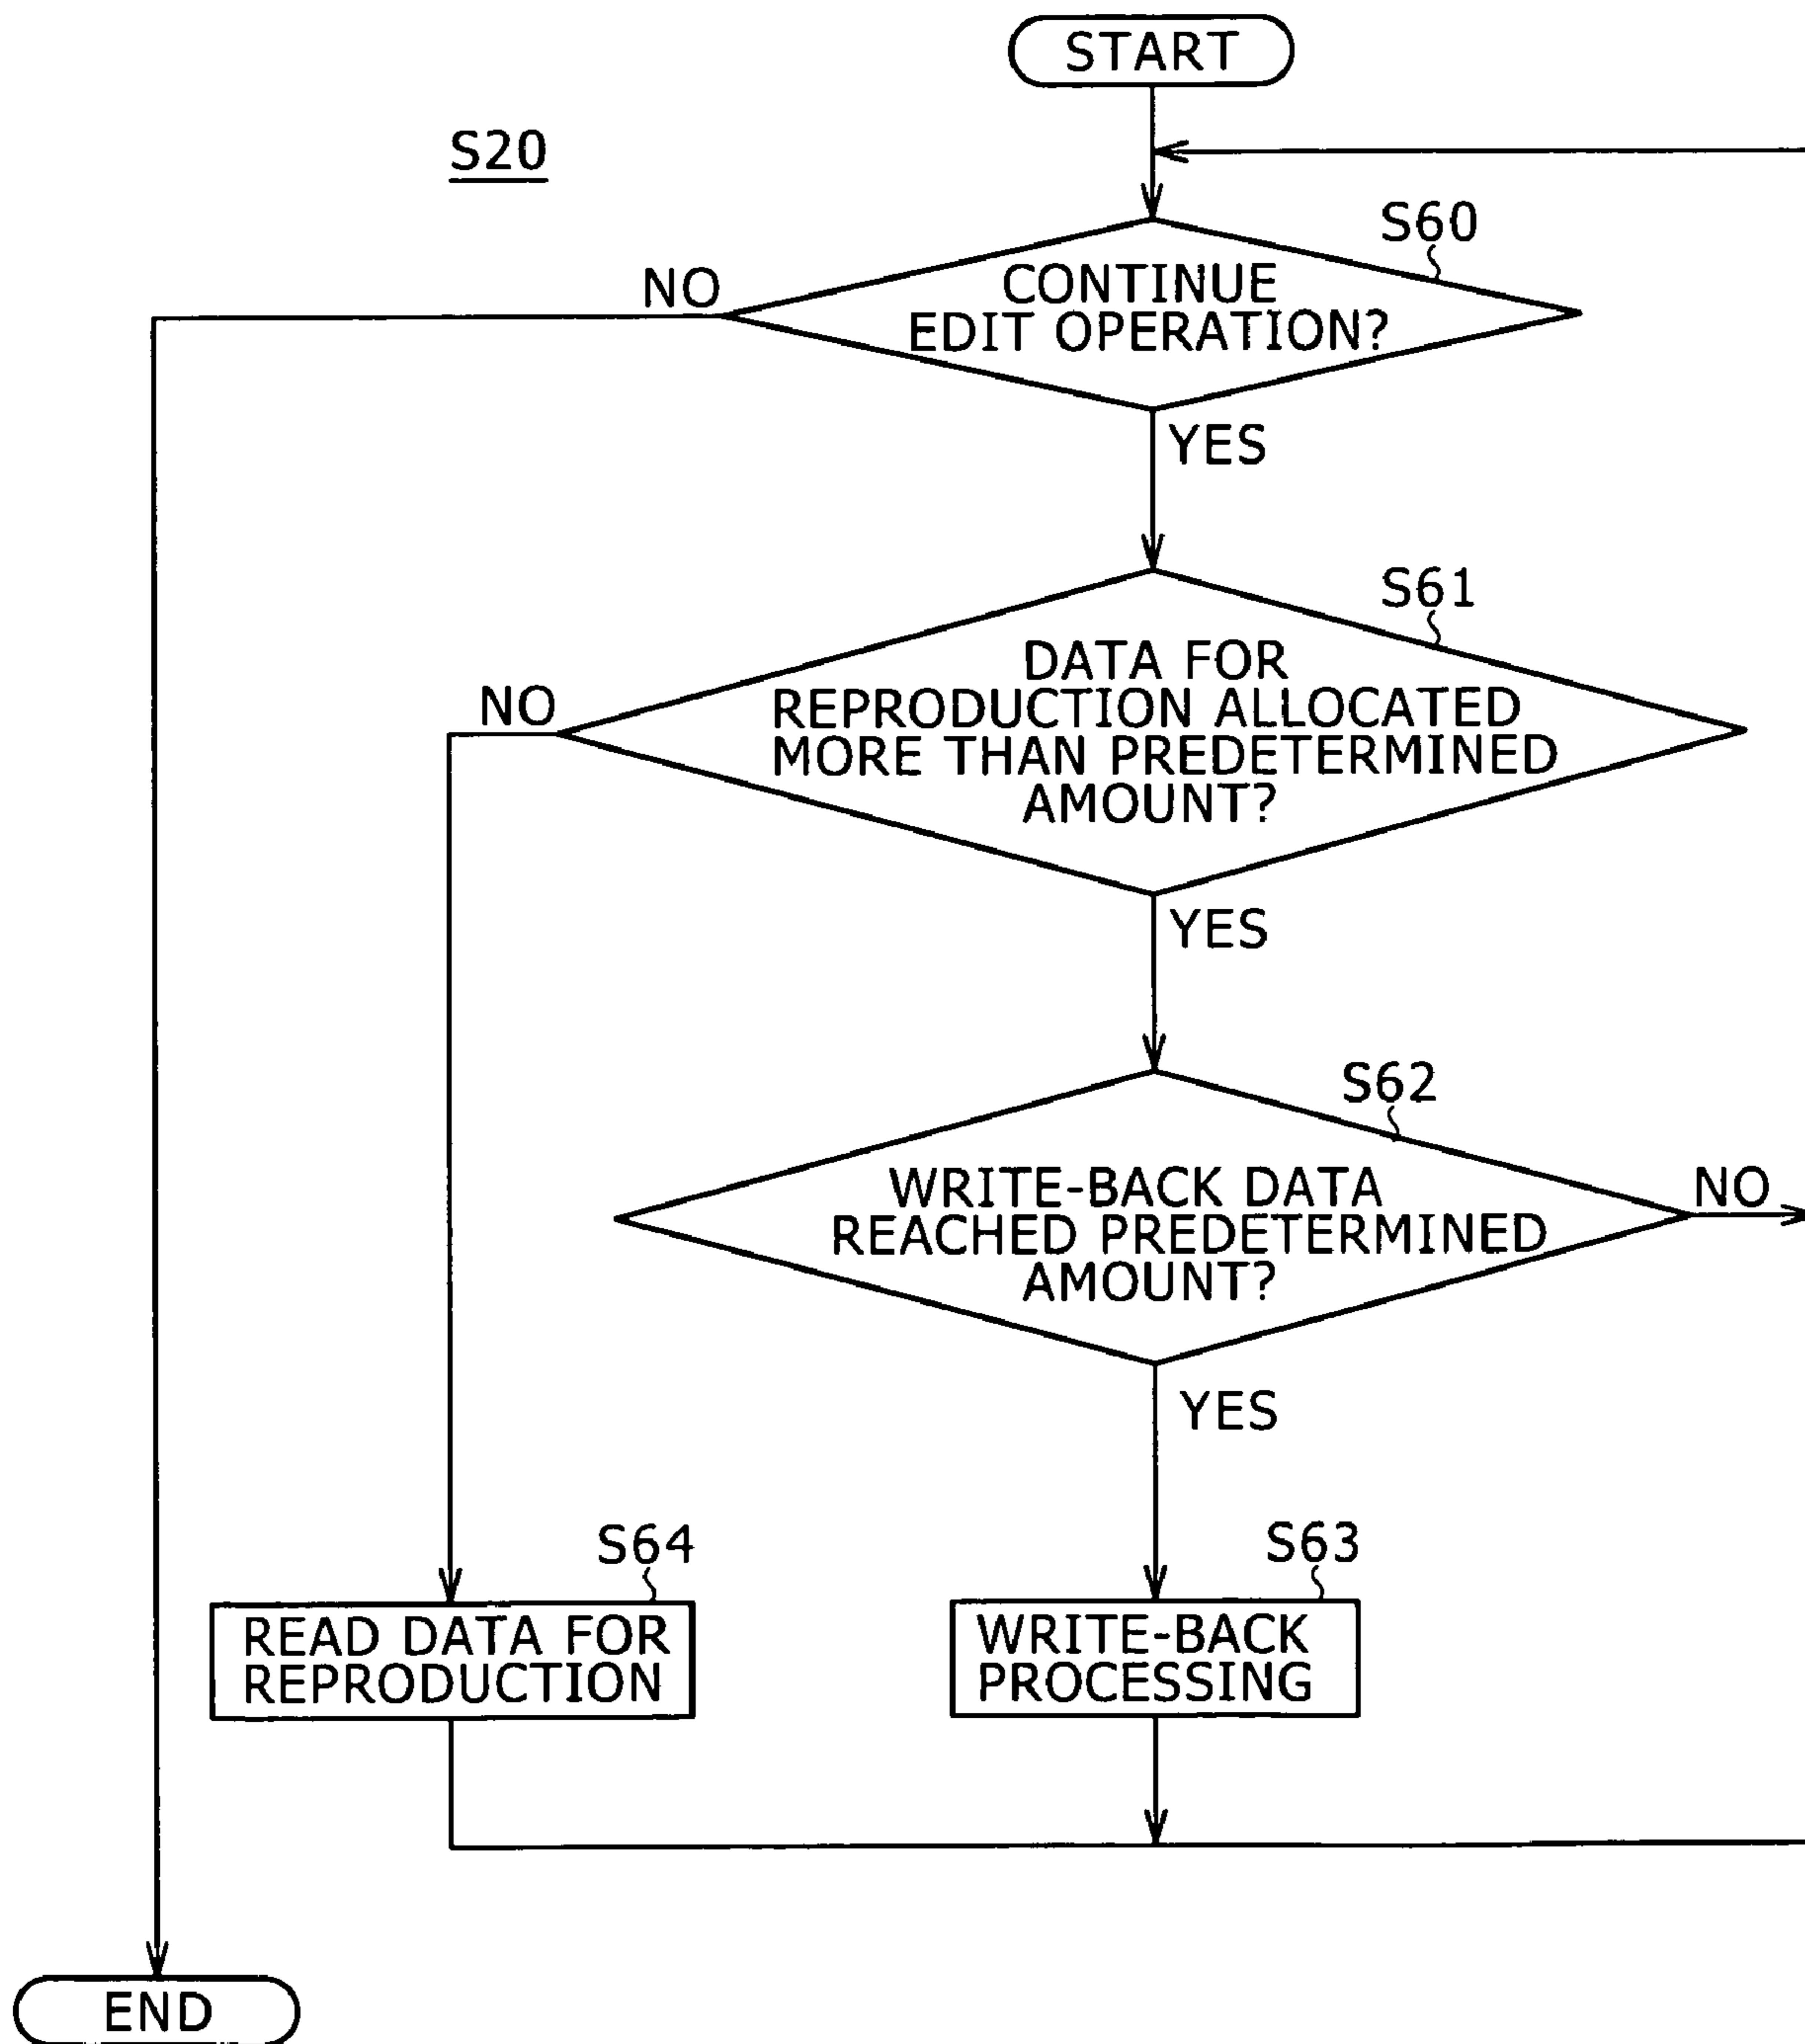 START
S20
S60
NO
CONTINUE
EDIT OPERATION?
YES
S61
NO
DATA FOR
REPRODUCTION ALLOCATED
MORE THAN PREDETERMINED
AMOUNT?
YES
S62
WRITE-BACK DATA
REACHED PREDETERMINED
AMOUNT?
NO
YES
S64
S63
READ DATA FOR
REPRODUCTION
WRITE-BACK
PROCESSING
END